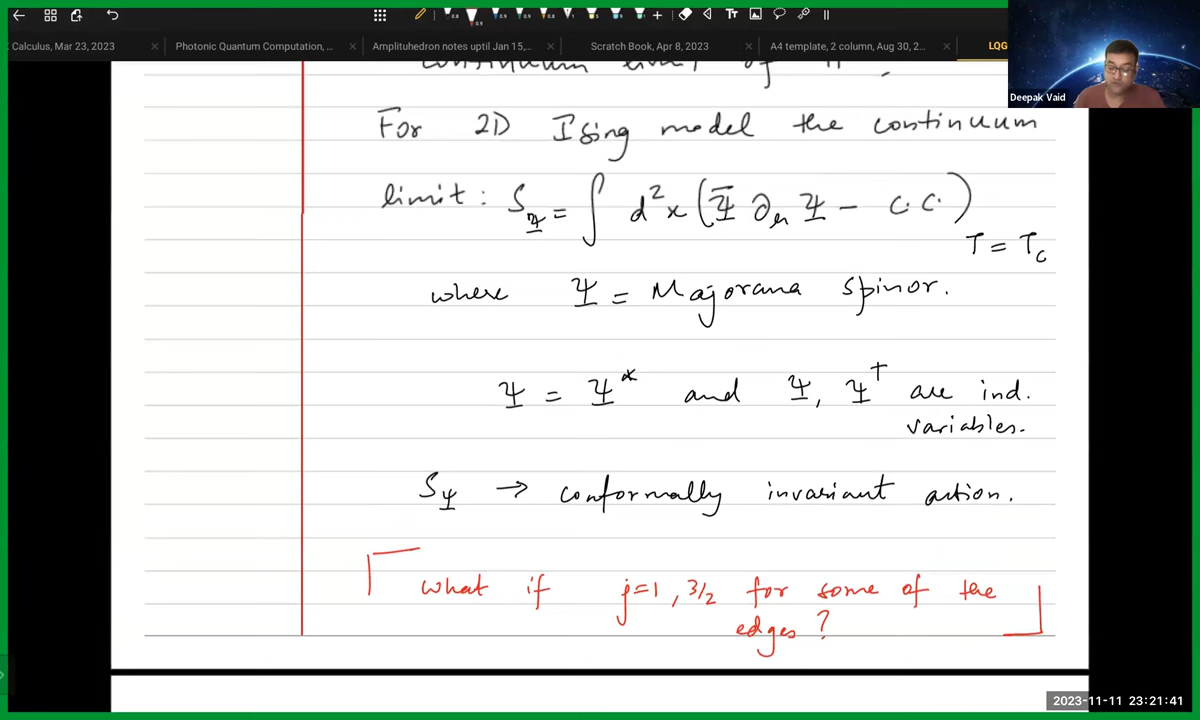 Calculus, Mar 23, 2023
Photonic Quantum Computation, ...
Amplituhedron notes uptil Jan 15,...
Scratch Book, Apr 8, 2023
A4 template, 2 column, Aug 30, 2...
LQG
Deepak Vaid
continuum limit of
For 2D Ising model the continuum
limit : S_Ψ = ∫ d²x (Ψ̄ ∂_μ Ψ − c.c.)
T = T_c
where Ψ = Majorana spinor.
Ψ = Ψ* and Ψ, Ψ† are ind.
variables.
S_Ψ → conformally invariant action.
What if j=1, 3/2 for some of the
edges ?
2023-11-11 23:21:41